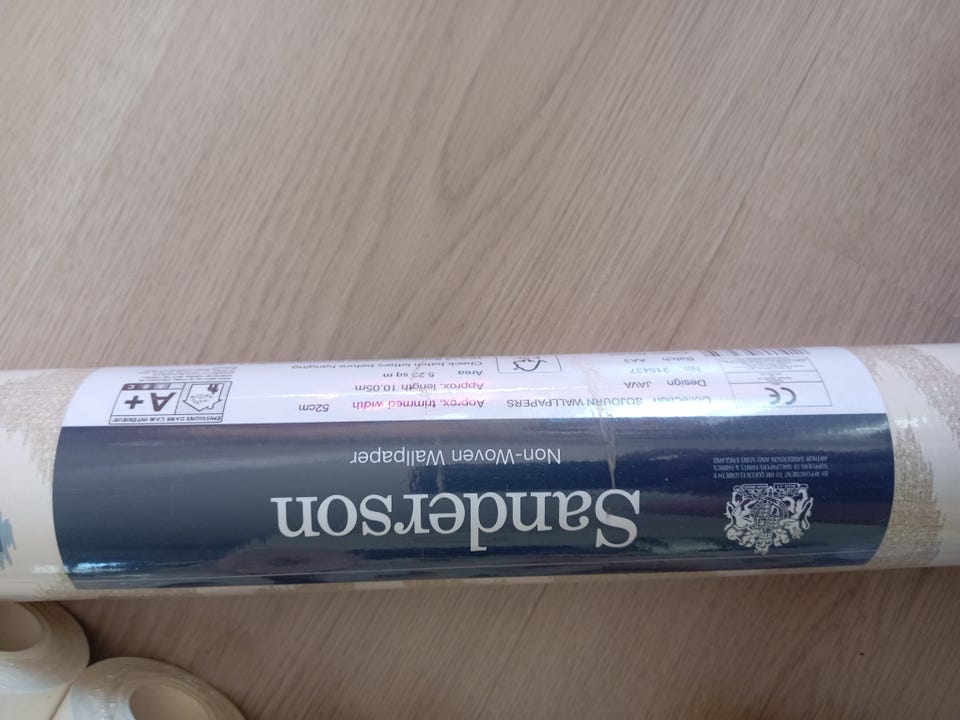 Sanderson
Non-Woven Wallpaper
BY APPOINTMENT TO HM QUEEN ELIZABETH II
SUPPLIERS OF WALLPAPERS PAINTS & FABRICS
ARTHUR SANDERSON AND SONS ENGLAND
CE
Collection SOJOURN WALLPAPERS
Design JAVA
No. 215437
Batch AA3
Approx. trimmed width 52cm
Approx. length 10.05m
Area 5.23 sq m
Check batch letters before hanging
ÉMISSIONS DANS L'AIR INTÉRIEUR
A+
A+ A B C